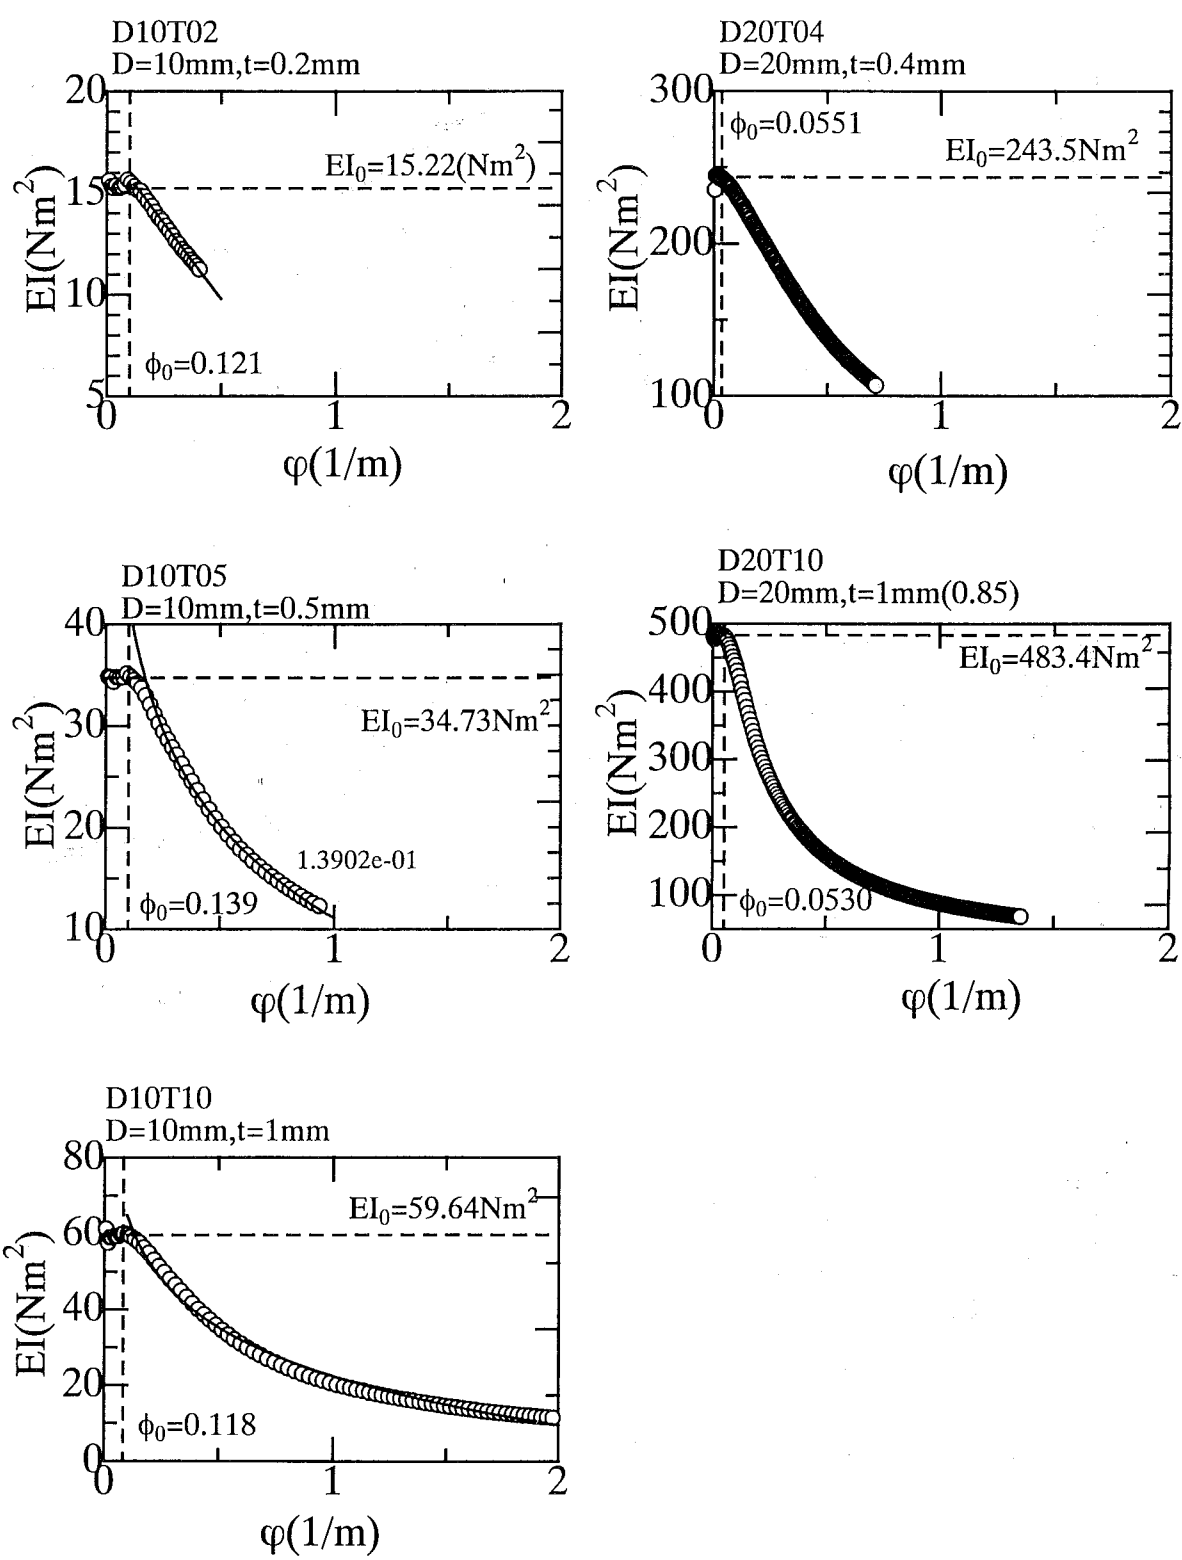 D10T02
D=10mm,t=0.2mm
20
EI₀=15.22(Nm²)
15
EI(Nm²)
10
ϕ₀=0.121
5
0 1 2
φ(1/m)
D20T04
D=20mm,t=0.4mm
300
ϕ₀=0.0551
EI₀=243.5Nm²
EI(Nm²)
200
100
0 1 2
φ(1/m)
D10T05
D=10mm,t=0.5mm
40
EI₀=34.73Nm²
30
EI(Nm²)
20
1.3902e-01
ϕ₀=0.139
10
0 1 2
φ(1/m)
D20T10
D=20mm,t=1mm(0.85)
500
EI₀=483.4Nm²
400
EI(Nm²)
300
200
100
ϕ₀=0.0530
0 1 2
φ(1/m)
D10T10
D=10mm,t=1mm
80
EI₀=59.64Nm²
60
EI(Nm²)
40
20
ϕ₀=0.118
0
0 1 2
φ(1/m)